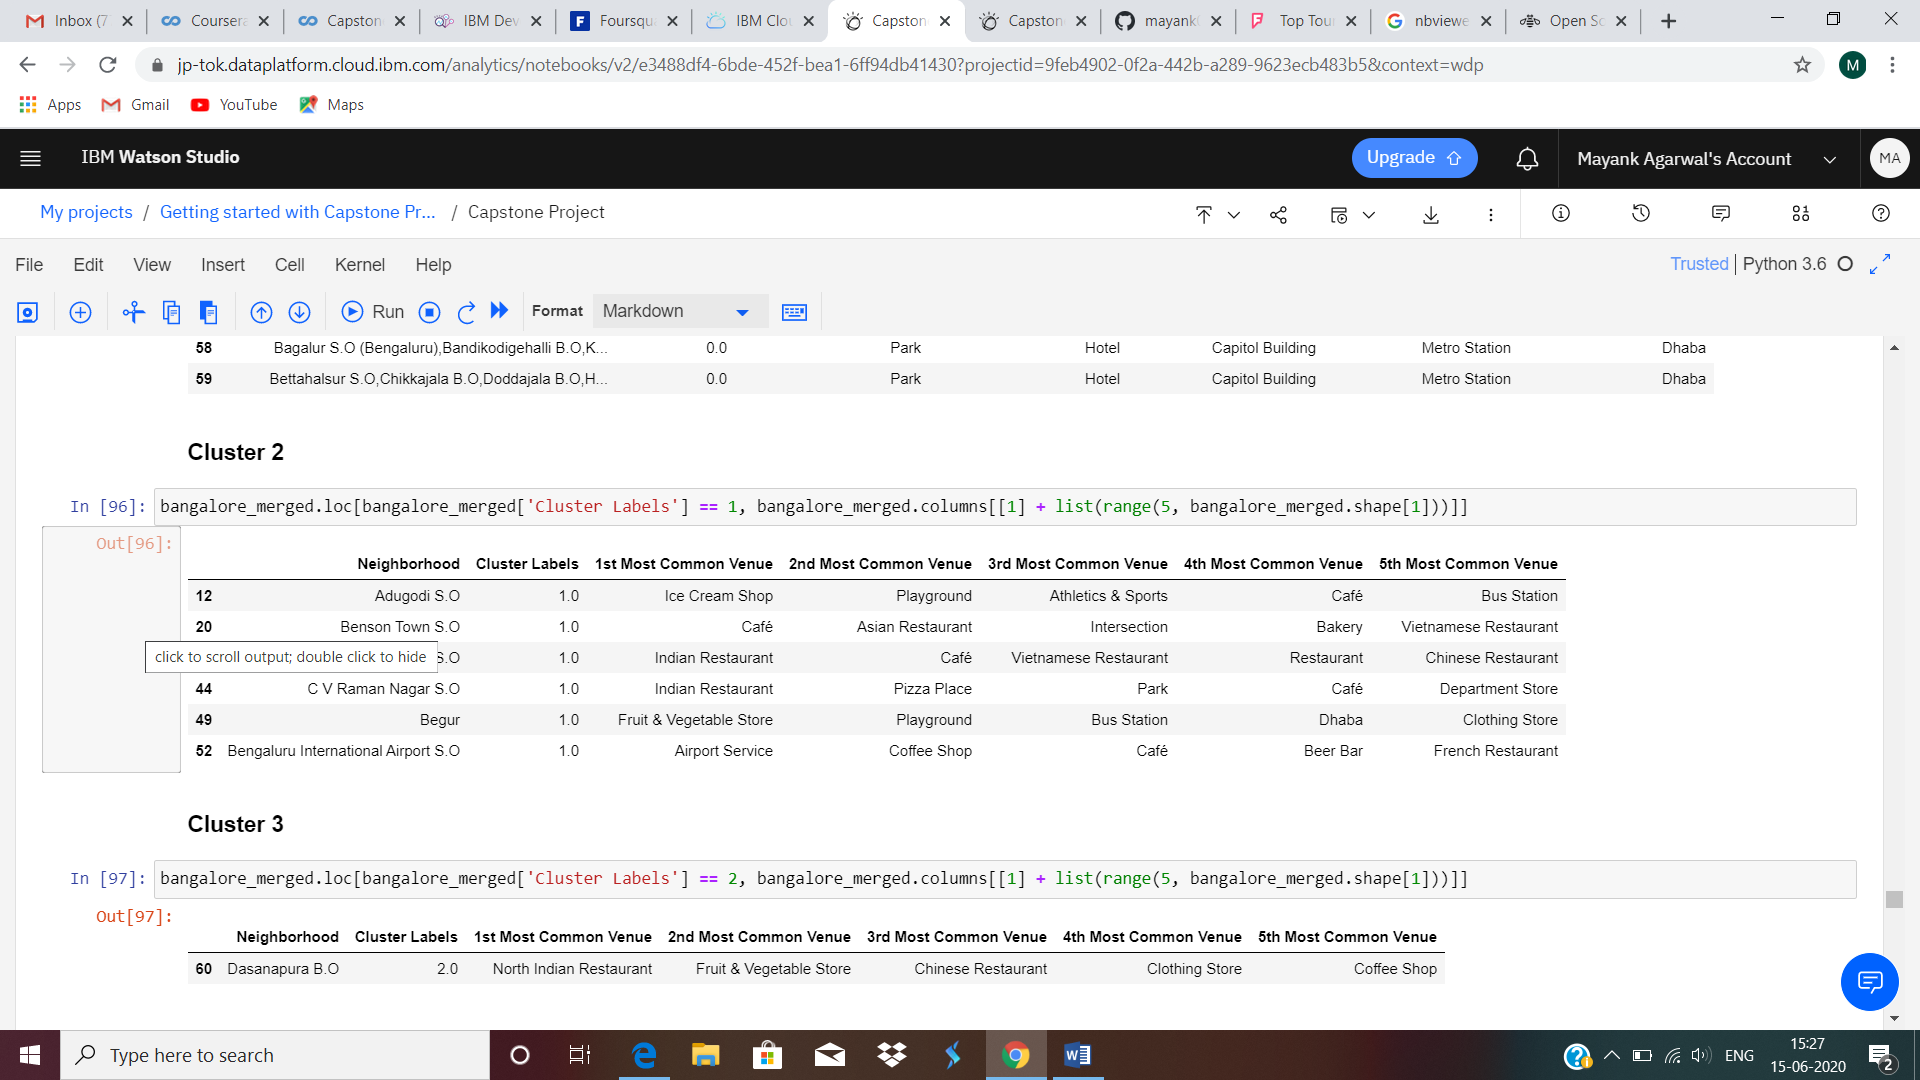 Inbox (7
Coursera
Capston
IBM Dev
Foursqu
IBM Clou
Capston
Capston
mayank
Top Tour
nbviewe
Open So
jp-tok.dataplatform.cloud.ibm.com/analytics/notebooks/v2/e3488df4-6bde-452f-bea1-6ff94db41430?projectid=9feb4902-0f2a-442b-a289-9623ecb483b5&context=wdp
M
Apps Gmail YouTube Maps
IBM Watson Studio
Upgrade
Mayank Agarwal's Account
MA
My projects / Getting started with Capstone Pr... / Capstone Project
File Edit View Insert Cell Kernel Help
Trusted | Python 3.6
Run
Format
Markdown
58 Bagalur S.O (Bengaluru),Bandikodigehalli B.O,K... 0.0 Park Hotel Capitol Building Metro Station Dhaba
59 Bettahalsur S.O,Chikkajala B.O,Doddajala B.O,H... 0.0 Park Hotel Capitol Building Metro Station Dhaba
Cluster 2
In [96]: bangalore_merged.loc[bangalore_merged['Cluster Labels'] == 1, bangalore_merged.columns[[1] + list(range(5, bangalore_merged.shape[1]))]]
Out[96]:
Neighborhood Cluster Labels 1st Most Common Venue 2nd Most Common Venue 3rd Most Common Venue 4th Most Common Venue 5th Most Common Venue
12 Adugodi S.O 1.0 Ice Cream Shop Playground Athletics & Sports Café Bus Station
20 Benson Town S.O 1.0 Café Asian Restaurant Intersection Bakery Vietnamese Restaurant
click to scroll output; double click to hide S.O 1.0 Indian Restaurant Café Vietnamese Restaurant Restaurant Chinese Restaurant
44 C V Raman Nagar S.O 1.0 Indian Restaurant Pizza Place Park Café Department Store
49 Begur 1.0 Fruit & Vegetable Store Playground Bus Station Dhaba Clothing Store
52 Bengaluru International Airport S.O 1.0 Airport Service Coffee Shop Café Beer Bar French Restaurant
Cluster 3
In [97]: bangalore_merged.loc[bangalore_merged['Cluster Labels'] == 2, bangalore_merged.columns[[1] + list(range(5, bangalore_merged.shape[1]))]]
Out[97]:
Neighborhood Cluster Labels 1st Most Common Venue 2nd Most Common Venue 3rd Most Common Venue 4th Most Common Venue 5th Most Common Venue
60 Dasanapura B.O 2.0 North Indian Restaurant Fruit & Vegetable Store Chinese Restaurant Clothing Store Coffee Shop
Type here to search
ENG
15:27
15-06-2020
2